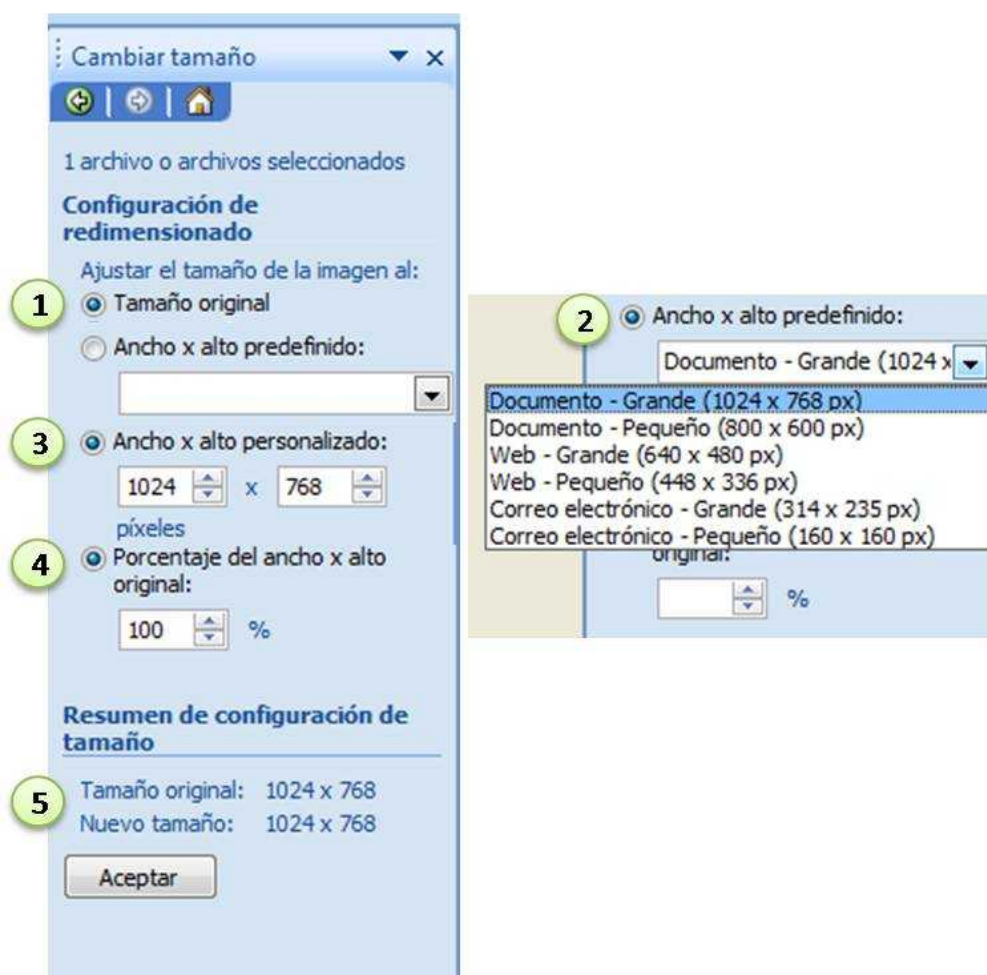 Cambiar tamaño
1 archivo o archivos seleccionados
Configuración de
redimensionado
Ajustar el tamaño de la imagen al:
1
Tamaño original
Ancho x alto predefinido:
3
Ancho x alto personalizado:
1024 x 768
píxeles
4
Porcentaje del ancho x alto
original:
100 %
Resumen de configuración de
tamaño
5
Tamaño original: 1024 x 768
Nuevo tamaño: 1024 x 768
Aceptar
2
Ancho x alto predefinido:
Documento - Grande (1024 x
Documento - Grande (1024 x 768 px)
Documento - Pequeño (800 x 600 px)
Web - Grande (640 x 480 px)
Web - Pequeño (448 x 336 px)
Correo electrónico - Grande (314 x 235 px)
Correo electrónico - Pequeño (160 x 160 px)
original:
%